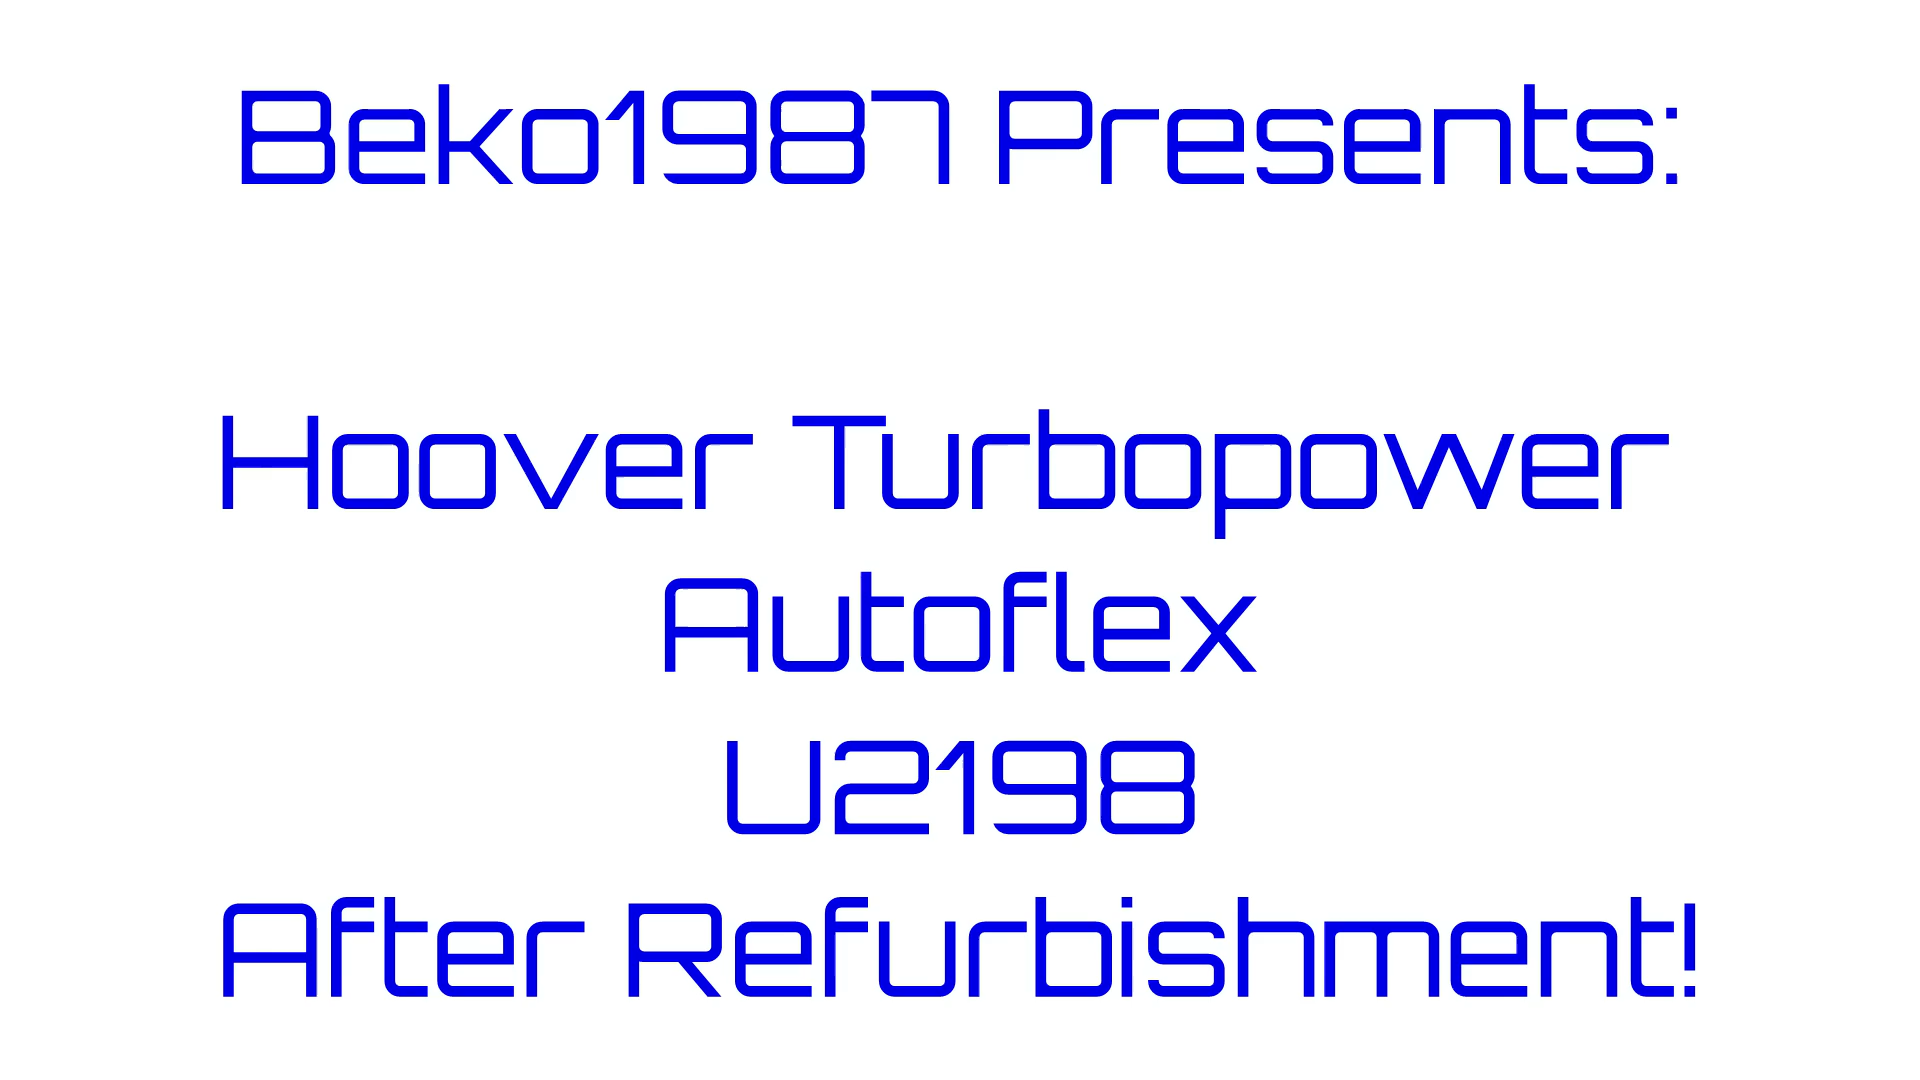 Beko1987 Presents:
Hoover Turbopower
Autoflex
U2198
After Refurbishment!